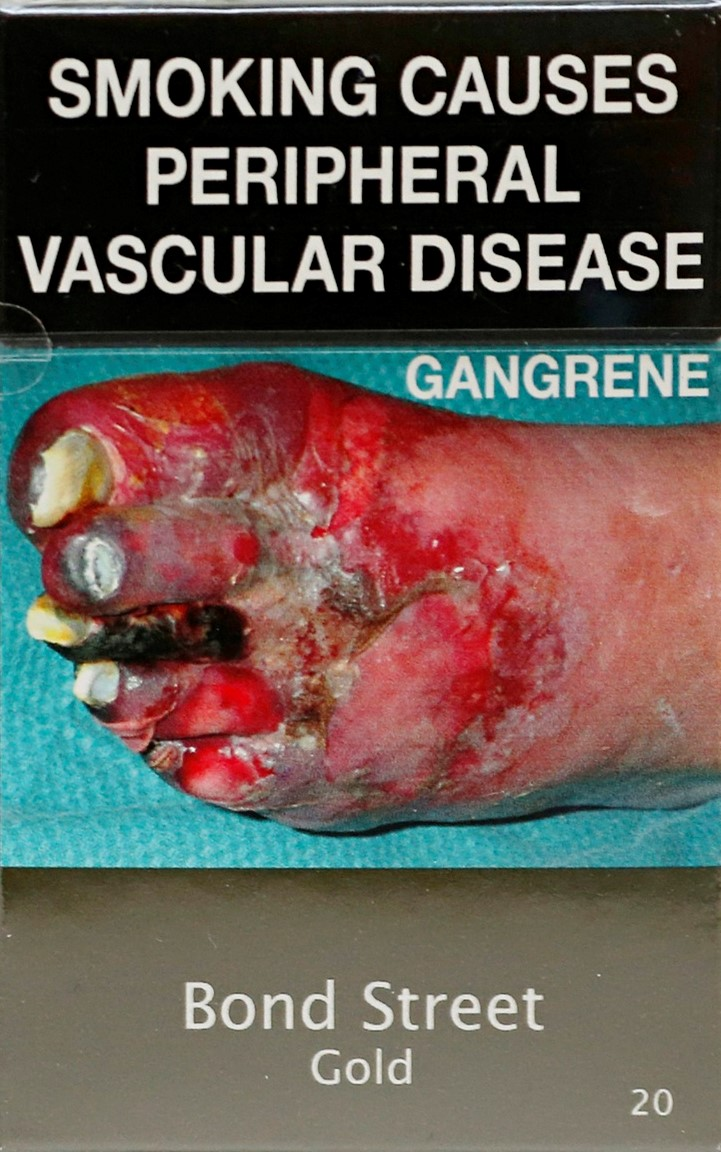 SMOKING CAUSES
PERIPHERAL
VASCULAR DISEASE
GANGRENE
Bond Street
Gold
20